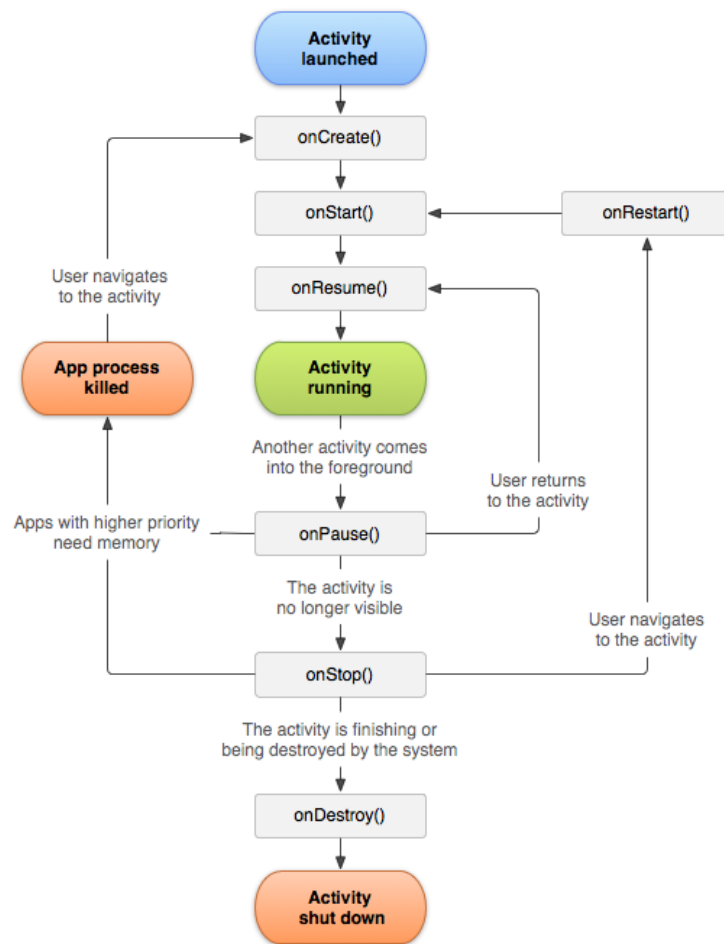 Activity
launched
onCreate()
onStart()
onRestart()
User navigates
to the activity
onResume()
App process
killed
Activity
running
Another activity comes
into the foreground
User returns
to the activity
Apps with higher priority
need memory
onPause()
The activity is
no longer visible
User navigates
to the activity
onStop()
The activity is finishing or
being destroyed by the system
onDestroy()
Activity
shut down